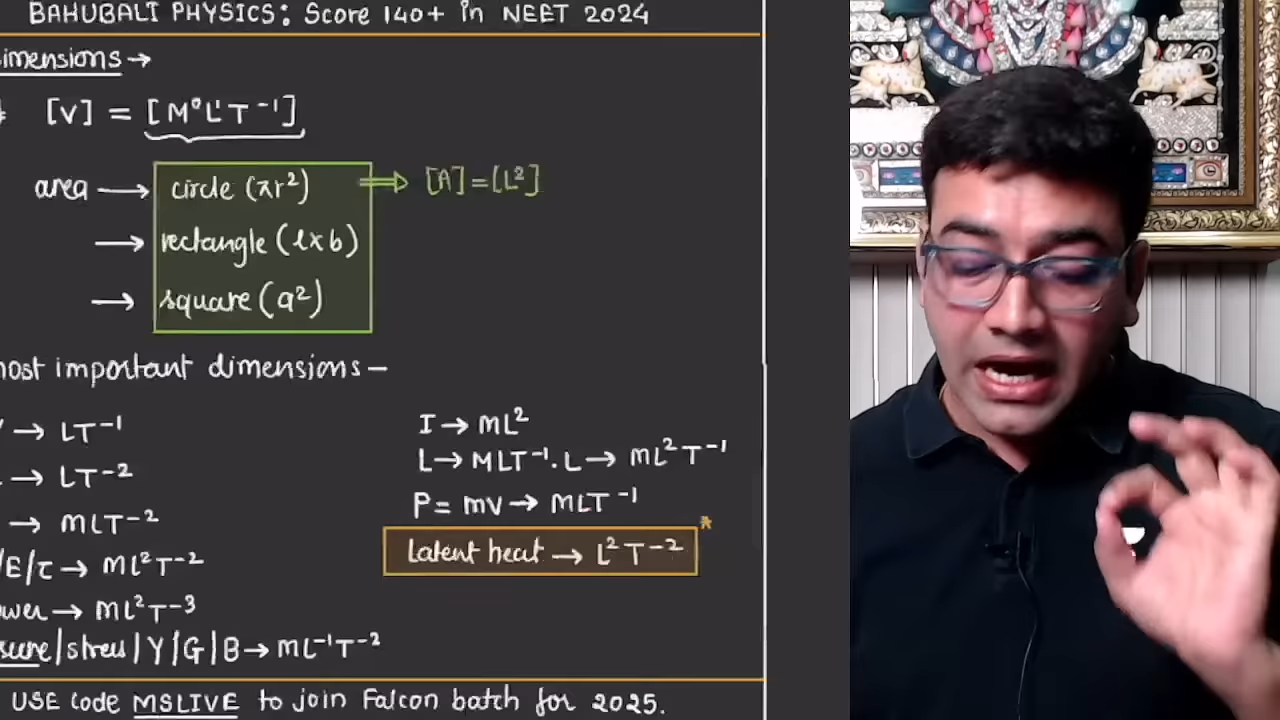 BAHUBALI PHYSICS: Score 140+ in NEET 2024
imensions →
[V] = [M⁰L¹T⁻¹]
area → circle (πr²) ⇒ [A]=[L²]
→ rectangle (l×b)
→ square (a²)
most important dimensions –
→ LT⁻¹
→ LT⁻²
→ MLT⁻²
/E/τ → ML²T⁻²
ower → ML²T⁻³
ssure/stress/Y/G/B → ML⁻¹T⁻²
I → ML²
L → MLT⁻¹.L → ML²T⁻¹
P = mv → MLT⁻¹
Latent heat → L²T⁻² *
USE code MSLIVE to join Falcon batch for 2025.